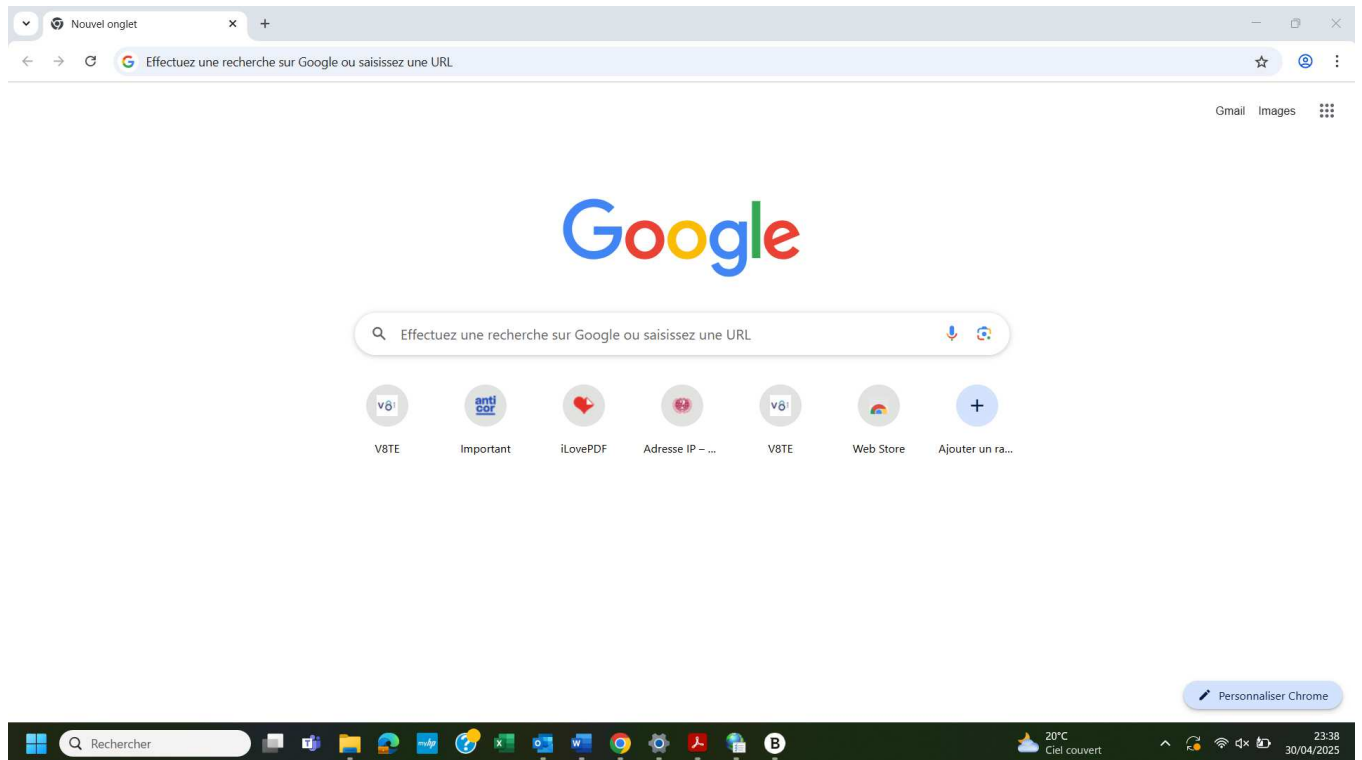 Nouvel onglet
Effectuez une recherche sur Google ou saisissez une URL
Gmail Images
Google
Effectuez une recherche sur Google ou saisissez une URL
anti
cor
V8TE Important iLovePDF Adresse IP – ... V8TE Web Store Ajouter un ra...
Personnaliser Chrome
Rechercher
20°C
Ciel couvert
23:38
30/04/2025